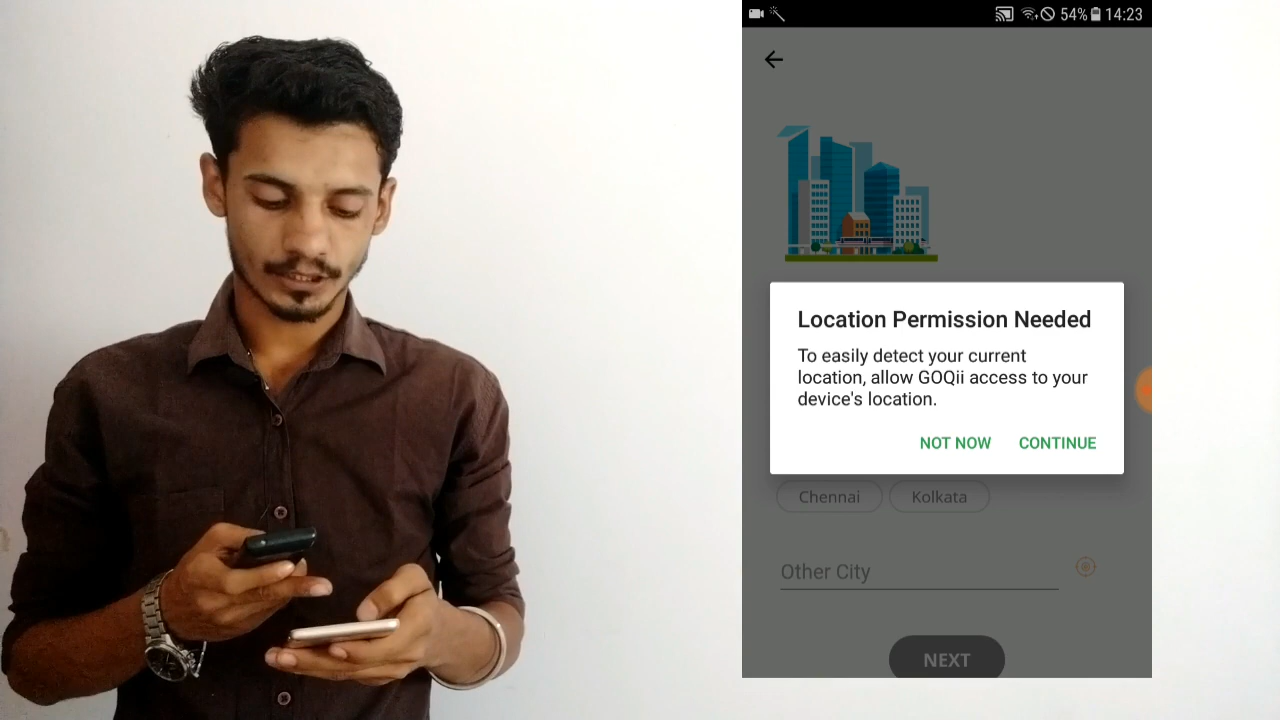 54% 14:23
Location Permission Needed
To easily detect your current
location, allow GOQii access to your
device's location.
NOT NOW CONTINUE
Chennai Kolkata
Other City
NEXT